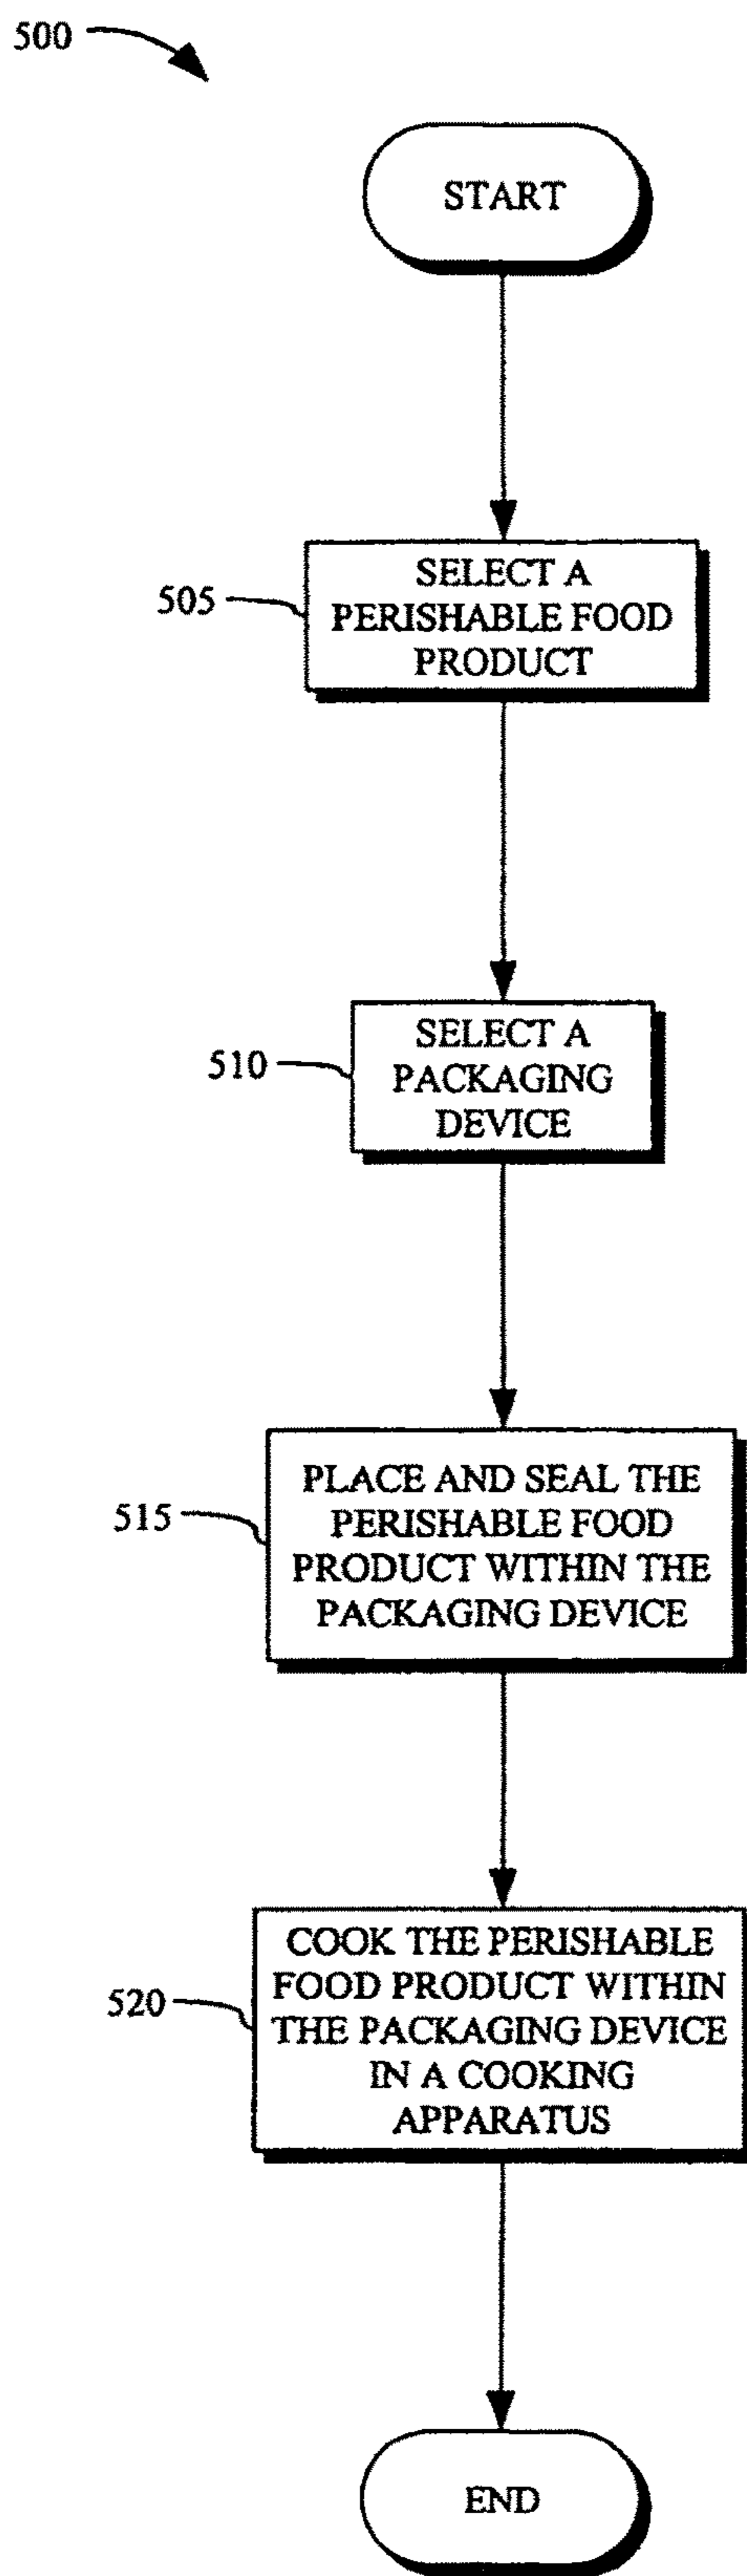 500
START
505
SELECT A
PERISHABLE FOOD
PRODUCT
510
SELECT A
PACKAGING
DEVICE
515
PLACE AND SEAL THE
PERISHABLE FOOD
PRODUCT WITHIN THE
PACKAGING DEVICE
520
COOK THE PERISHABLE
FOOD PRODUCT WITHIN
THE PACKAGING DEVICE
IN A COOKING
APPARATUS
END